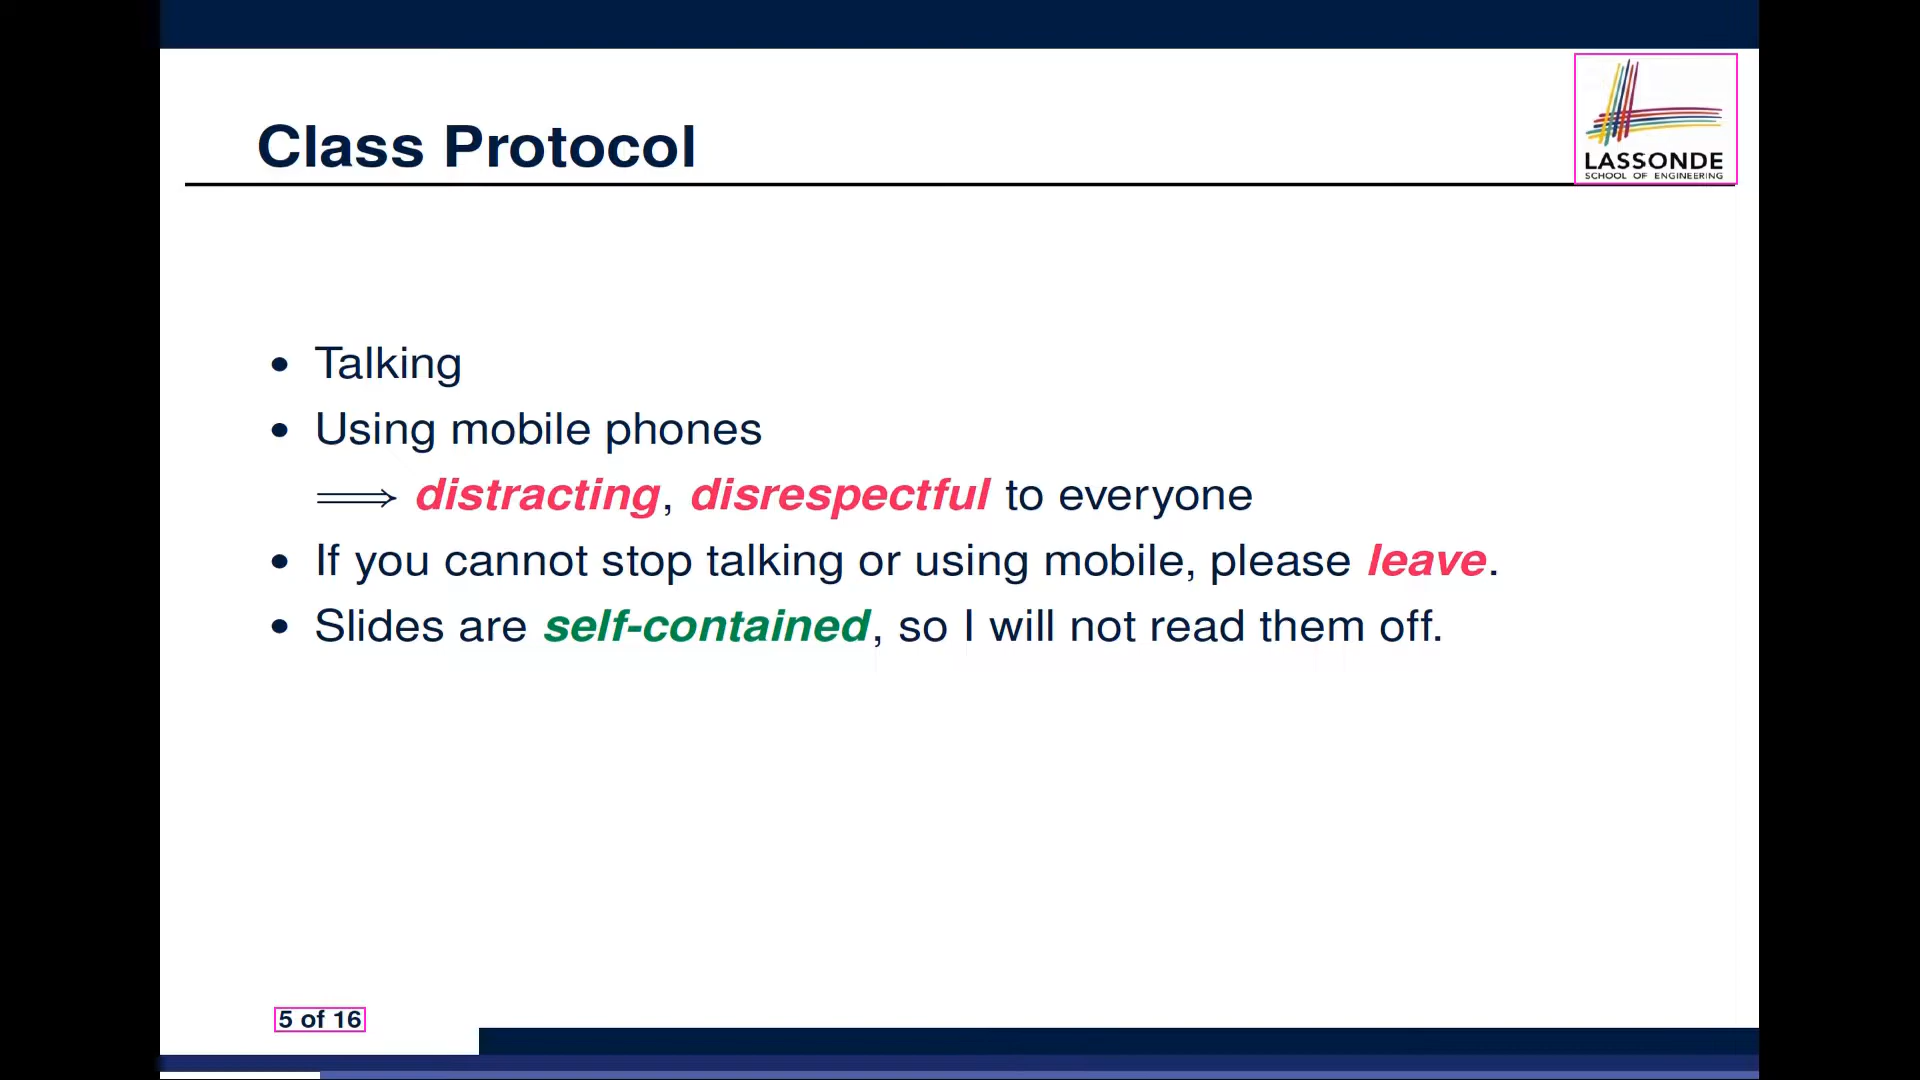 Class Protocol
LASSONDE
SCHOOL OF ENGINEERING
• Talking
• Using mobile phones
⟹ distracting, disrespectful to everyone
• If you cannot stop talking or using mobile, please leave.
• Slides are self-contained, so I will not read them off.
5 of 16